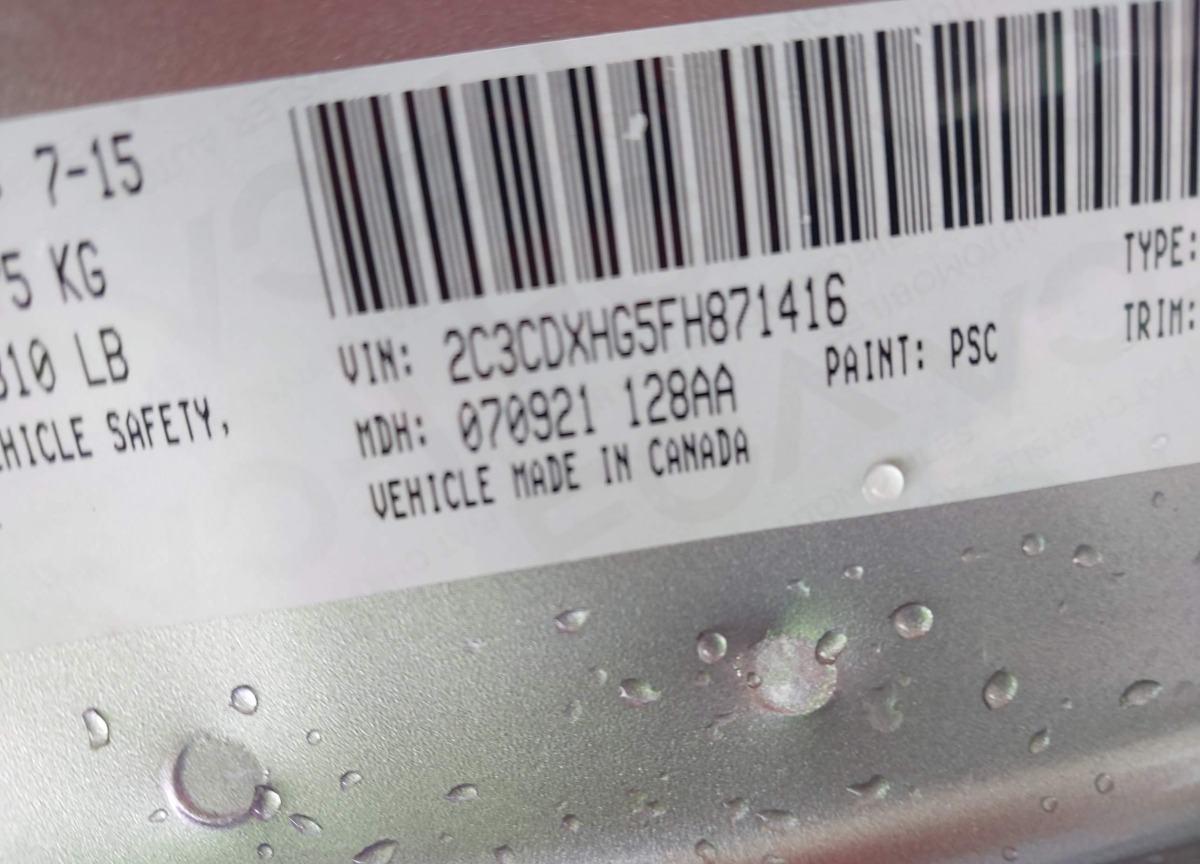 7-15
5 KG
310 LB
HICLE SAFETY,
VIN: 2C3CDXHG5FH871416
MDH: 070921 128AA
PAINT: PSC
VEHICLE MADE IN CANADA
TYPE:
TRIM: